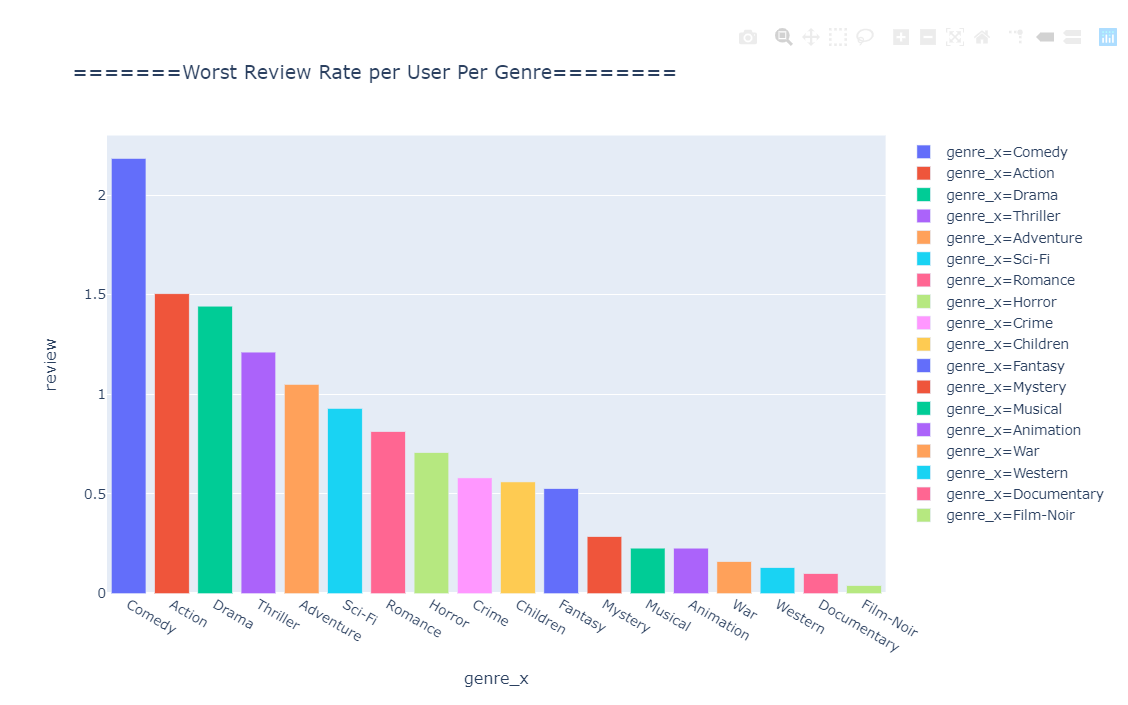 =======Worst Review Rate per User Per Genre========
review
2
1.5
1
0.5
0
Comedy
Action
Drama
Thriller
Adventure
Sci-Fi
Romance
Horror
Crime
Children
Fantasy
Mystery
Musical
Animation
War
Western
Documentary
Film-Noir
genre_x
genre_x=Comedy
genre_x=Action
genre_x=Drama
genre_x=Thriller
genre_x=Adventure
genre_x=Sci-Fi
genre_x=Romance
genre_x=Horror
genre_x=Crime
genre_x=Children
genre_x=Fantasy
genre_x=Mystery
genre_x=Musical
genre_x=Animation
genre_x=War
genre_x=Western
genre_x=Documentary
genre_x=Film-Noir